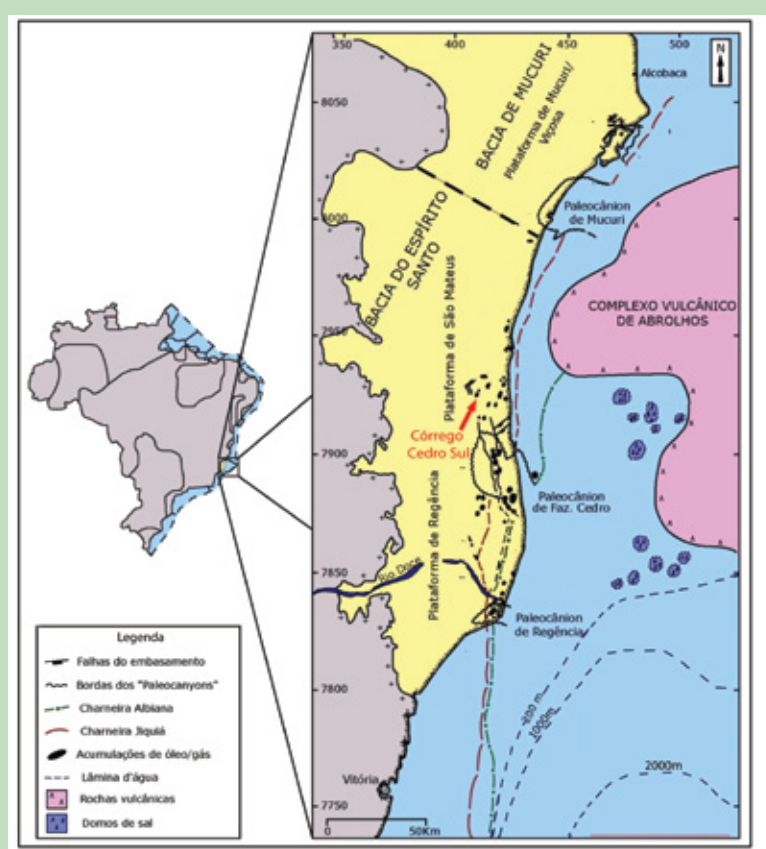 350
400
450
500
N
8050
8000
7950
7900
7850
7800
7750
Alcobaca
BACIA DE MUCURI
Plataforma de Mucuri/
Viçosa
Paleocânion
de Mucuri
BACIA DO ESPÍRITO
SANTO
Plataforma de São Mateus
COMPLEXO VULCÂNICO
DE ABROLHOS
Córrego
Cedro Sul
Paleocânion
de Faz. Cedro
Plataforma de Regência
Rio Doce
Paleocânion
de Regência
200 m
1000m
2000m
Vitória
0
50Km
Legenda
Falhas do embasamento
Bordas dos "Paleocanyons"
Charneira Albiana
Charneira Jiquiá
Acumulações de óleo/gás
Lâmina d'água
Rochas vulcânicas
Domos de sal